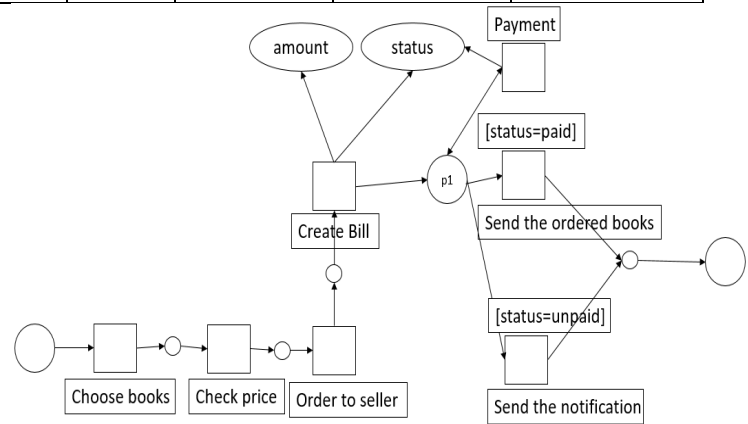 Payment
amount
status
[status=paid]
p1
Send the ordered books
Create Bill
[status=unpaid]
Choose books
Check price
Order to seller
Send the notification